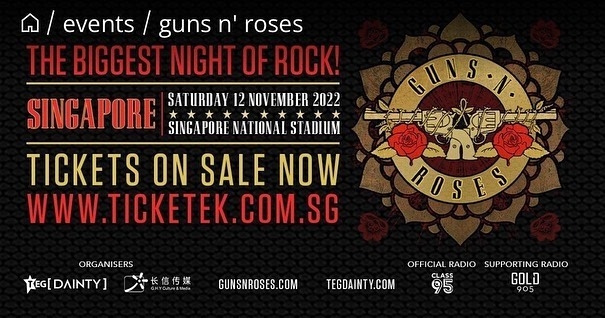 / events / guns n' roses
THE BIGGEST NIGHT OF ROCK!
SINGAPORE
SATURDAY 12 NOVEMBER 2022
SINGAPORE NATIONAL STADIUM
TICKETS ON SALE NOW
WWW.TICKETEK.COM.SG
GUNS·N·
ROSES
ORGANISERS
TEG [DAINTY]
长信传媒
G.H.Y Culture & Media
GUNSNROSES.COM
TEGDAINTY.COM
OFFICIAL RADIO
CLASS
95
SUPPORTING RADIO
GOLD
905